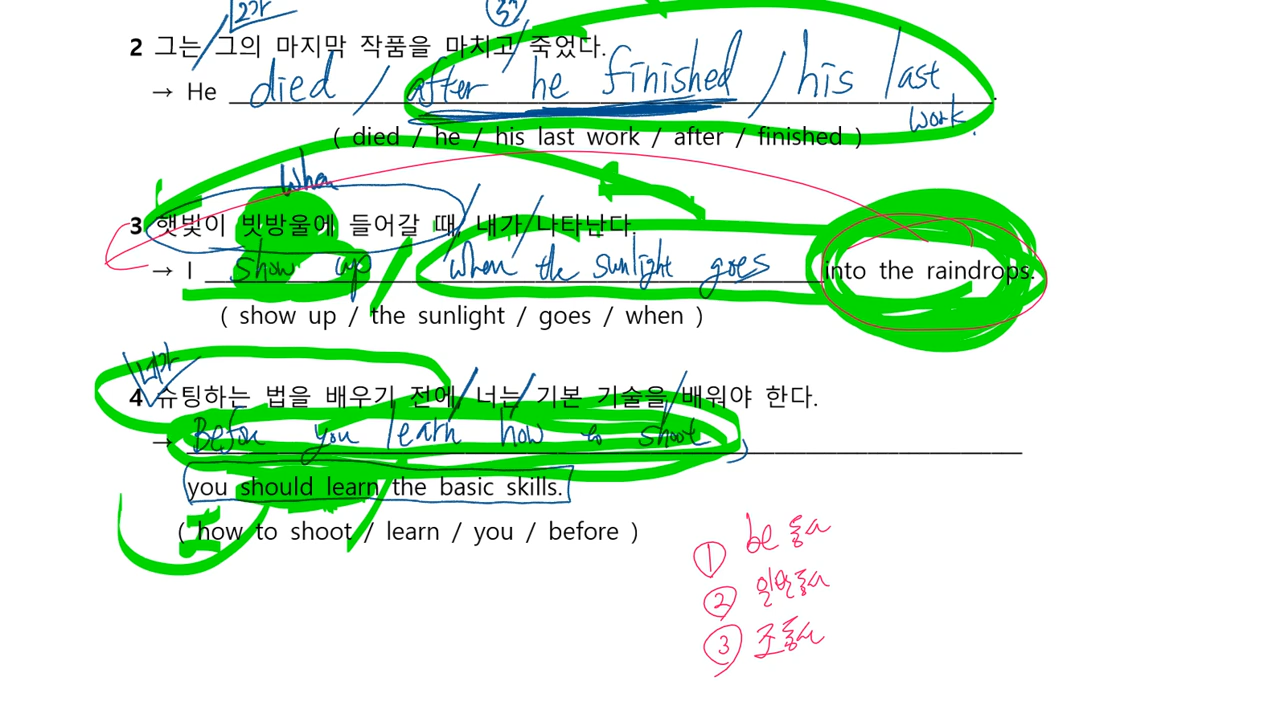 2가
2 그는/그의 마지막 작품을 마치고/죽었다.
→ He died / after he finished / his last work.
( died / he / his last work / after / finished )
When
3 햇빛이 빗방울에 들어갈 때, 내가 나타난다.
→ I show up / when the sunlight goes into the raindrops.
( show up / the sunlight / goes / when )
4 슈팅하는 법을 배우기 전에, 너는 기본 기술을 배워야 한다.
→ Before you learn how to shoot,
you should learn the basic skills.
( how to shoot / learn / you / before )
① be 동사
② 일반동사
③ 조동사